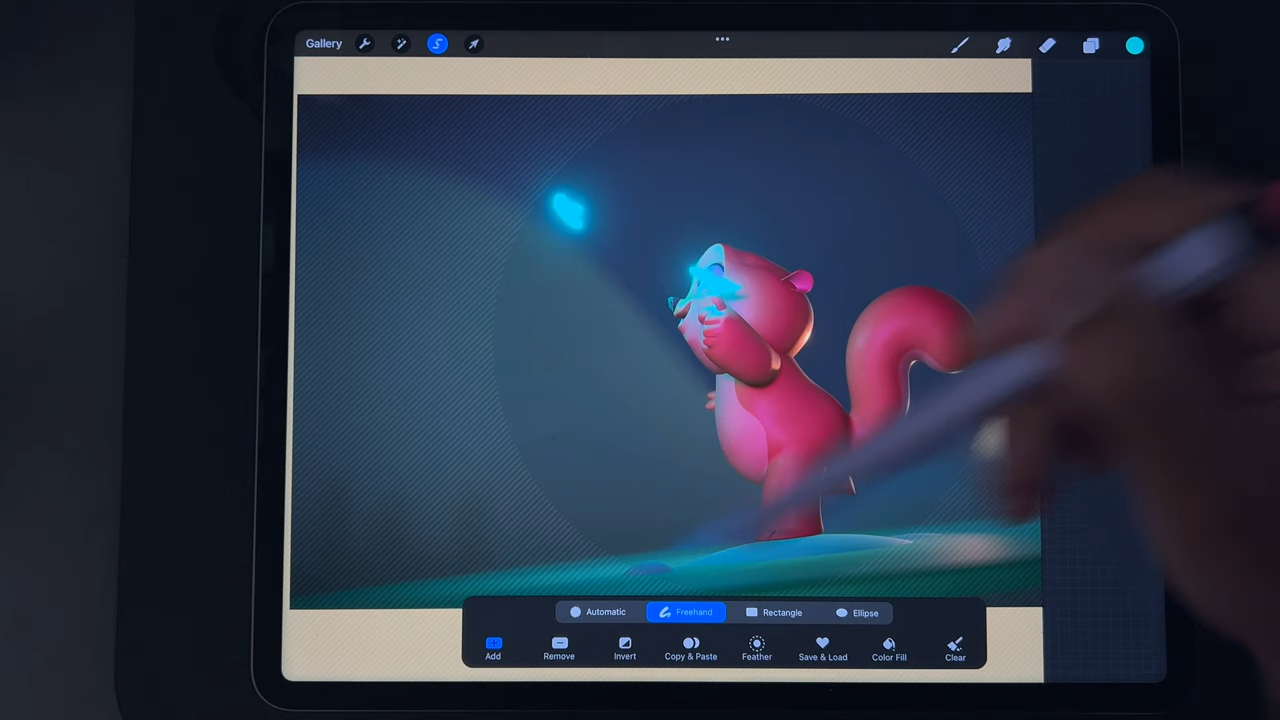 Gallery
Automatic Freehand Rectangle Ellipse
Add Remove Invert Copy & Paste Feather Save & Load Color Fill Clear